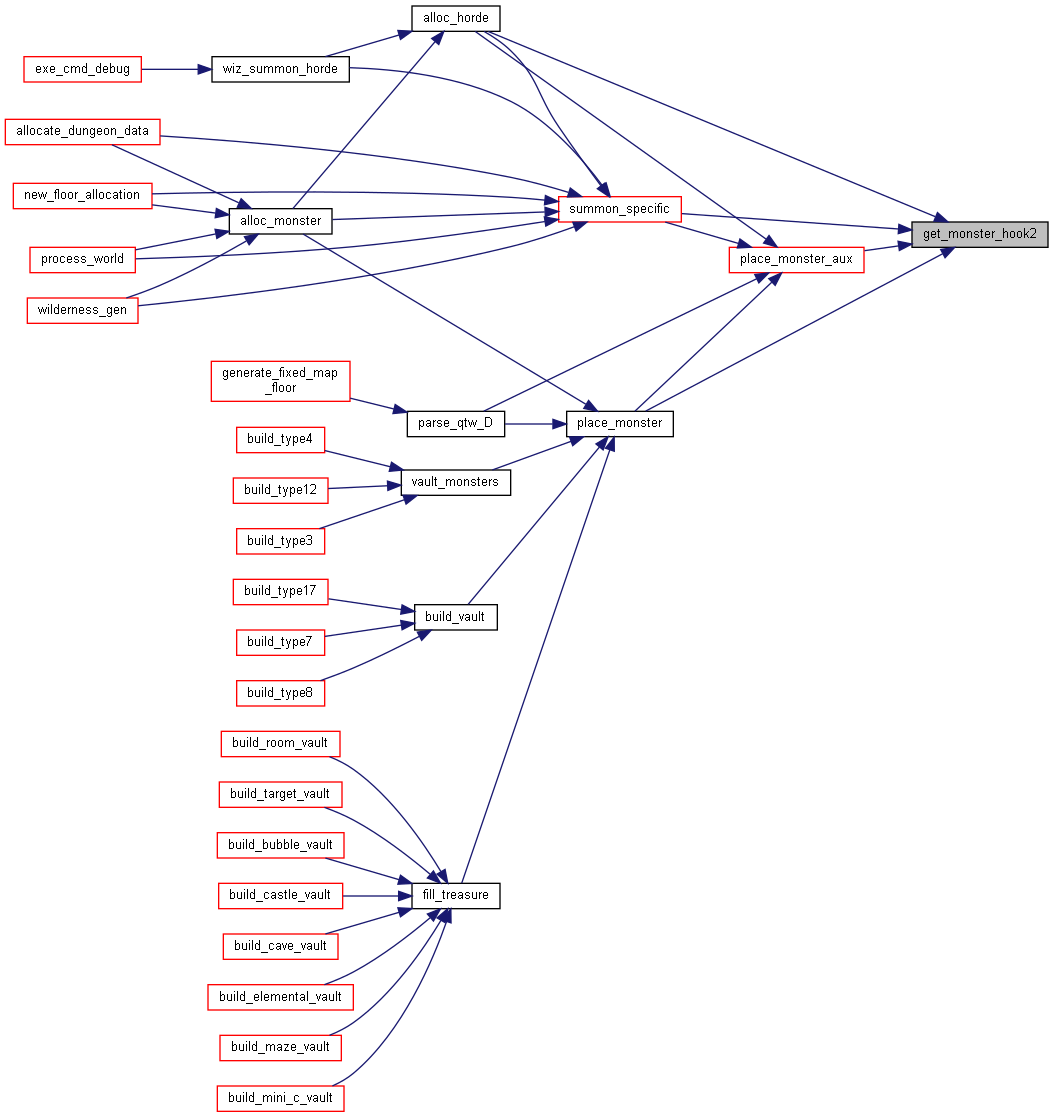 alloc_horde
exe_cmd_debug
wiz_summon_horde
allocate_dungeon_data
new_floor_allocation
summon_specific
alloc_monster
get_monster_hook2
process_world
place_monster_aux
wilderness_gen
generate_fixed_map
_floor
parse_qtw_D
place_monster
build_type4
vault_monsters
build_type12
build_type3
build_type17
build_vault
build_type7
build_type8
build_room_vault
build_target_vault
build_bubble_vault
build_castle_vault
fill_treasure
build_cave_vault
build_elemental_vault
build_maze_vault
build_mini_c_vault